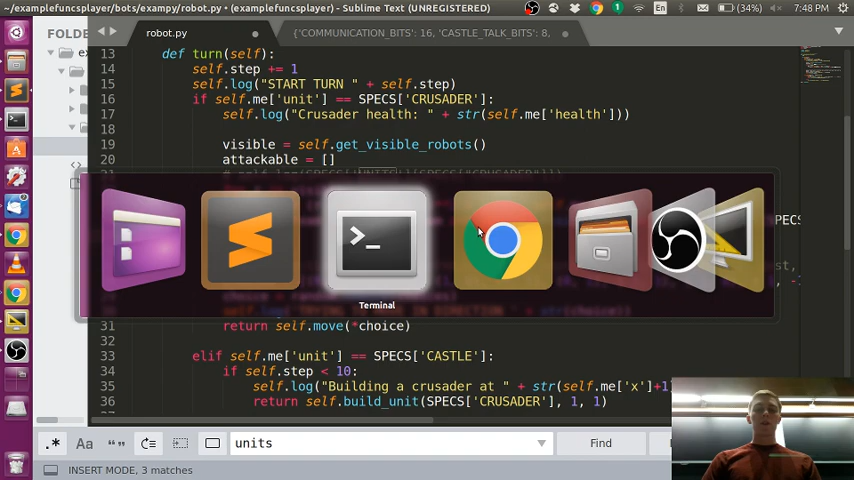 ~/examplefuncsplayer/bots/exampy/robot.py • (examplefuncsplayer) - Sublime Text (UNREGISTERED)
En
(34%)
7:48 PM
FOLD
robot.py
{'COMMUNICATION_BITS': 16, 'CASTLE_TALK_BITS': 8,
13 def turn(self):
14 self.step += 1
15 self.log("START TURN " + self.step)
16 if self.me['unit'] == SPECS['CRUSADER']:
17 self.log("Crusader health: " + str(self.me['health']))
18
19 visible = self.get_visible_robots()
20 attackable = []
Terminal
31 return self.move(*choice)
32
33 elif self.me['unit'] == SPECS['CASTLE']:
34 if self.step < 10:
35 self.log("Building a crusader at " + str(self.me['x']+1)
36 return self.build_unit(SPECS['CRUSADER'], 1, 1)
.*
Aa
units
Find
INSERT MODE, 3 matches